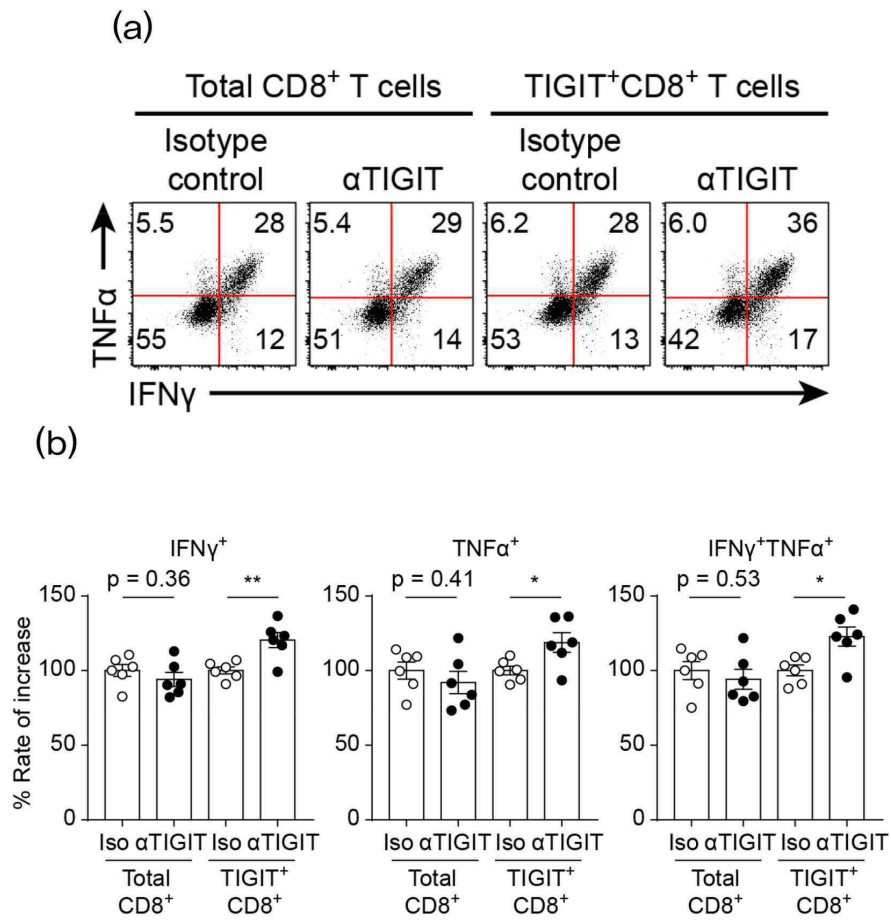 (a)
Total CD8⁺ T cells TIGIT⁺CD8⁺ T cells
Isotype control αTIGIT Isotype control αTIGIT
5.5 28 5.4 29 6.2 28 6.0 36
55 12 51 14 53 13 42 17
TNFα
IFNγ
(b)
IFNγ⁺ TNFα⁺ IFNγ⁺TNFα⁺
p = 0.36 ** p = 0.41 * p = 0.53 *
150 150 150
100 100 100
50 50 50
0 0 0
% Rate of increase
Iso αTIGIT Iso αTIGIT Iso αTIGIT Iso αTIGIT Iso αTIGIT Iso αTIGIT
Total TIGIT⁺ Total TIGIT⁺ Total TIGIT⁺
CD8⁺ CD8⁺ CD8⁺ CD8⁺ CD8⁺ CD8⁺